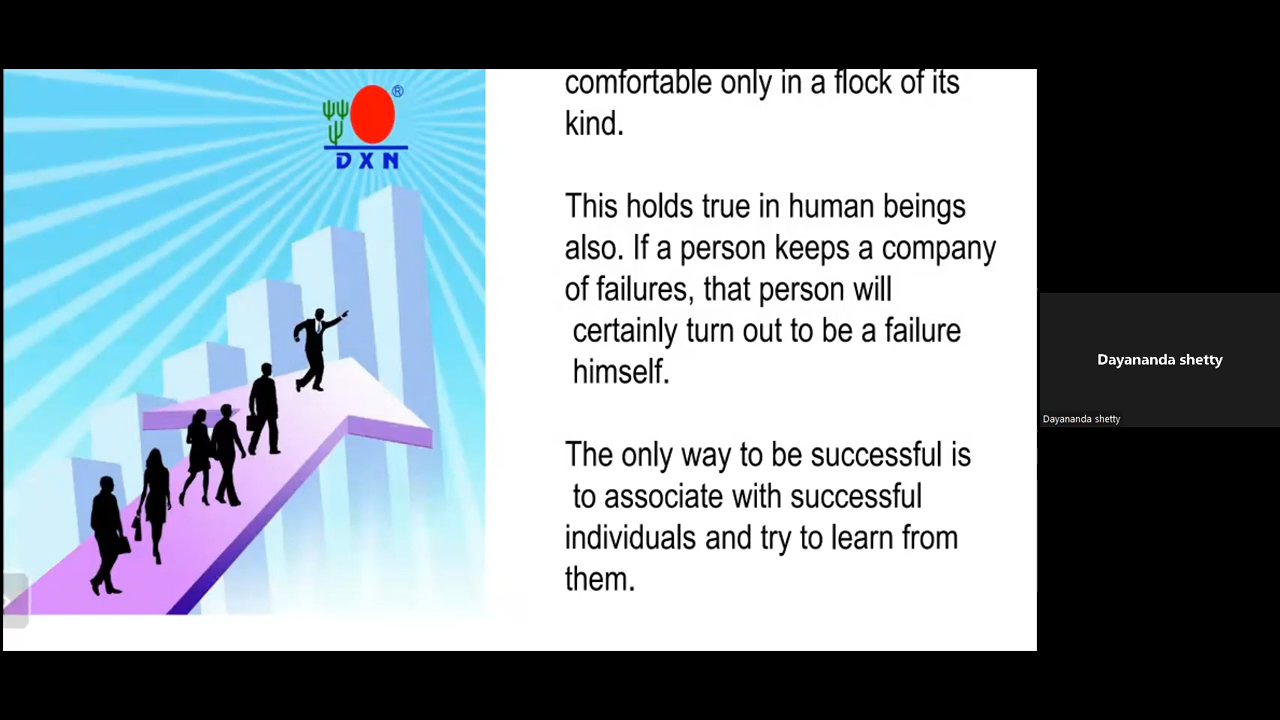 ®
DXN
comfortable only in a flock of its
kind.
This holds true in human beings
also. If a person keeps a company
of failures, that person will
certainly turn out to be a failure
himself.
The only way to be successful is
to associate with successful
individuals and try to learn from
them.
Dayananda shetty
Dayananda shetty